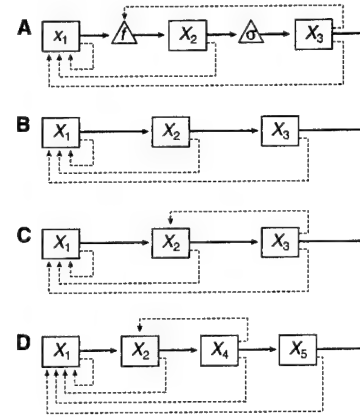 A x₁ f X₂ σ X₃
B X₁ X₂ X₃
C X₁ X₂ X₃
D X₁ X₂ X₄ X₅